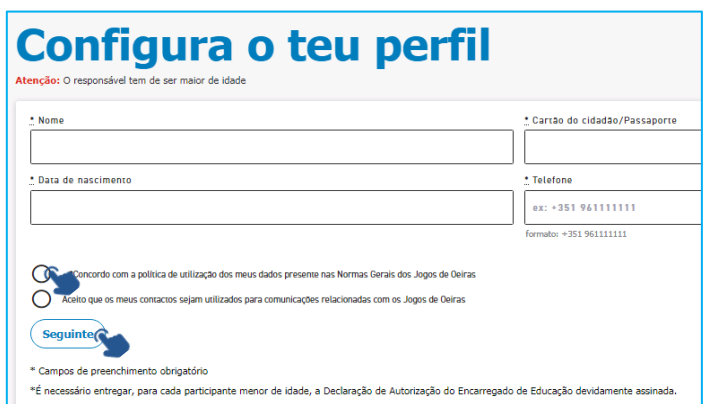 Configura o teu perfil
Atenção: O responsável tem de ser maior de idade
* Nome
* Cartão do cidadão/Passaporte
* Data de nascimento
* Telefone
ex: +351 961111111
formato: +351 961111111
Concordo com a política de utilização dos meus dados presente nas Normas Gerais dos Jogos de Oeiras
Aceito que os meus contactos sejam utilizados para comunicações relacionadas com os Jogos de Oeiras
Seguinte
* Campos de preenchimento obrigatório
*É necessário entregar, para cada participante menor de idade, a Declaração de Autorização do Encarregado de Educação devidamente assinada.